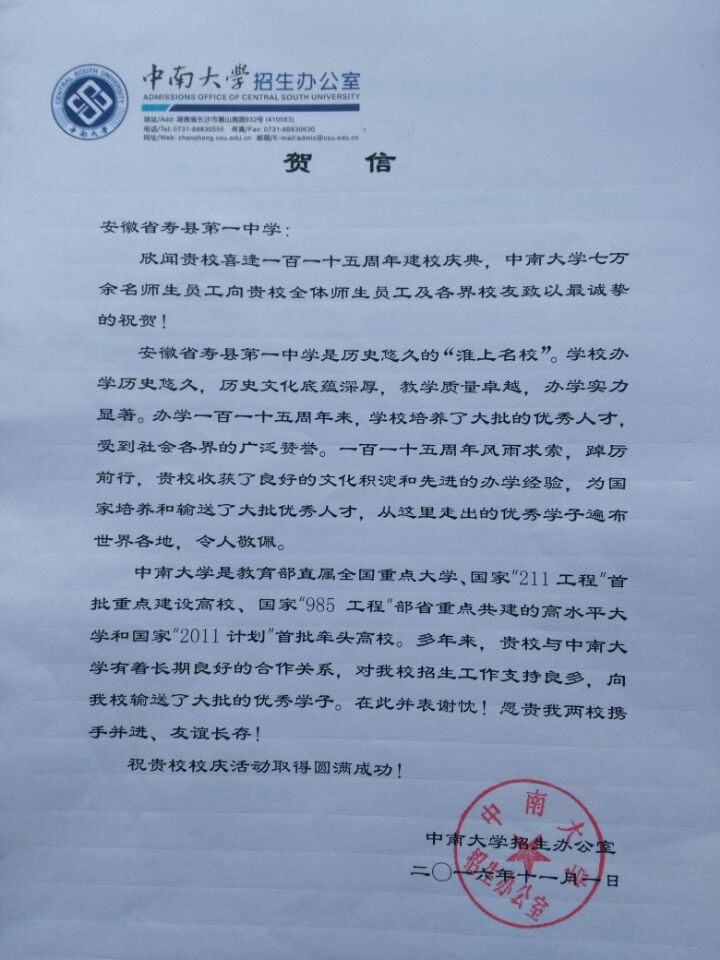 中南大学招生办公室
ADMISSIONS OFFICE OF CENTRAL SOUTH UNIVERSITY
CENTRAL SOUTH UNIVERSITY
中南大学
地址/Add: 湖南省长沙市麓山南路932号 (410083)
电话/Tel: 0731-88830555 传真/Fax: 0731-88830630
网址/Web: zhaosheng.csu.edu.cn 邮箱/E-mail:admis@csu.edu.cn
贺 信
安徽省寿县第一中学：
欣闻贵校喜逢一百一十五周年建校庆典，中南大学七万
余名师生员工向贵校全体师生员工及各界校友致以最诚挚
的祝贺！
安徽省寿县第一中学是历史悠久的“淮上名校”。学校办
学历史悠久，历史文化底蕴深厚，教学质量卓越，办学实力
显著。办学一百一十五周年来，学校培养了大批的优秀人才，
受到社会各界的广泛赞誉。一百一十五周年风雨求索，踔厉
前行，贵校收获了良好的文化积淀和先进的办学经验，为国
家培养和输送了大批优秀人才，从这里走出的优秀学子遍布
世界各地，令人敬佩。
中南大学是教育部直属全国重点大学、国家"211 工程"首
批重点建设高校、国家"985 工程"部省重点共建的高水平大
学和国家"2011 计划"首批牵头高校。多年来，贵校与中南大
学有着长期良好的合作关系，对我校招生工作支持良多，向
我校输送了大批的优秀学子。在此并表谢忱！愿贵我两校携
手并进、友谊长存！
祝贵校校庆活动取得圆满成功！
中南大学招生办公室
二〇一六年十一月一日
中南大学
招生办公室